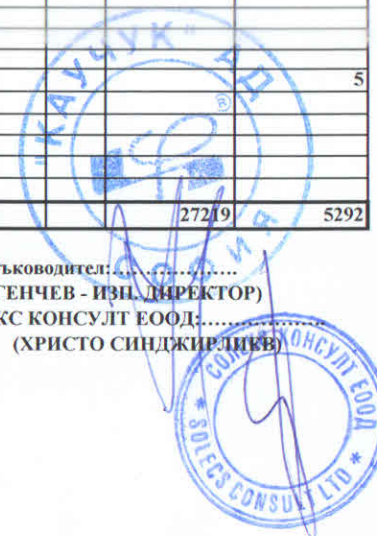 "КАУЧУК" АД
®
5
СОФИЯ
27219 5292
ъководител:...................
ГЕНЧЕВ - ИЗП. ДИРЕКТОР)
КС КОНСУЛТ ЕООД:...................
(ХРИСТО СИНДЖИРЛИЕВ)
СОЛЕКС КОНСУЛТ ЕООД
* SOLECS CONSULT LTD *